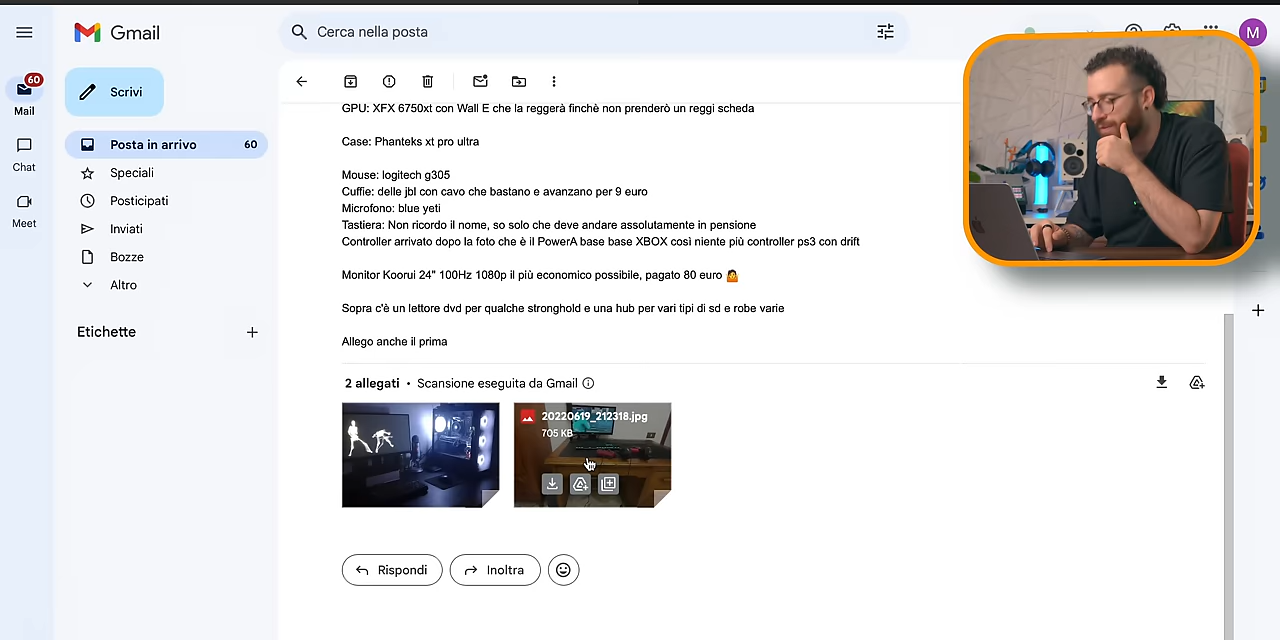 Gmail
Cerca nella posta
M
60
Mail
Scrivi
Chat
Meet
Posta in arrivo 60
Speciali
Posticipati
Inviati
Bozze
Altro
Etichette
GPU: XFX 6750xt con Wall E che la reggerà finchè non prenderò un reggi scheda
Case: Phanteks xt pro ultra
Mouse: logitech g305
Cuffie: delle jbl con cavo che bastano e avanzano per 9 euro
Microfono: blue yeti
Tastiera: Non ricordo il nome, so solo che deve andare assolutamente in pensione
Controller arrivato dopo la foto che è il PowerA base base XBOX così niente più controller ps3 con drift
Monitor Koorui 24" 100Hz 1080p il più economico possibile, pagato 80 euro 🤷
Sopra c'è un lettore dvd per qualche stronghold e una hub per vari tipi di sd e robe varie
Allego anche il prima
2 allegati • Scansione eseguita da Gmail
20220619_212318.jpg
705 KB
Rispondi
Inoltra